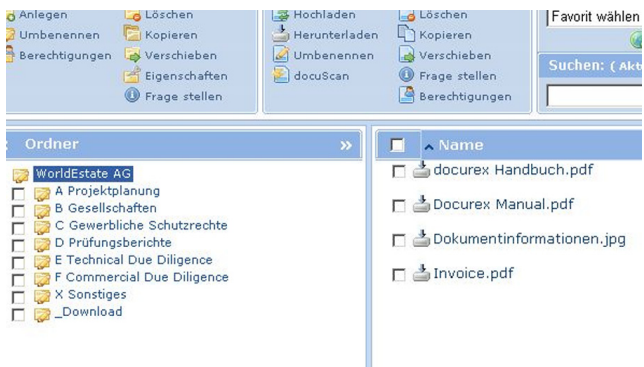 Anlegen
Umbenennen
Berechtigungen
Löschen
Kopieren
Verschieben
Eigenschaften
Frage stellen
Hochladen
Herunterladen
Umbenennen
docuScan
Löschen
Kopieren
Verschieben
Frage stellen
Berechtigungen
Favorit wählen
Suchen: ( Akt
Ordner »
WorldEstate AG
A Projektplanung
B Gesellschaften
C Gewerbliche Schutzrechte
D Prüfungsberichte
E Technical Due Diligence
F Commercial Due Diligence
X Sonstiges
_Download
Name
docurex Handbuch.pdf
Docurex Manual.pdf
Dokumentinformationen.jpg
Invoice.pdf